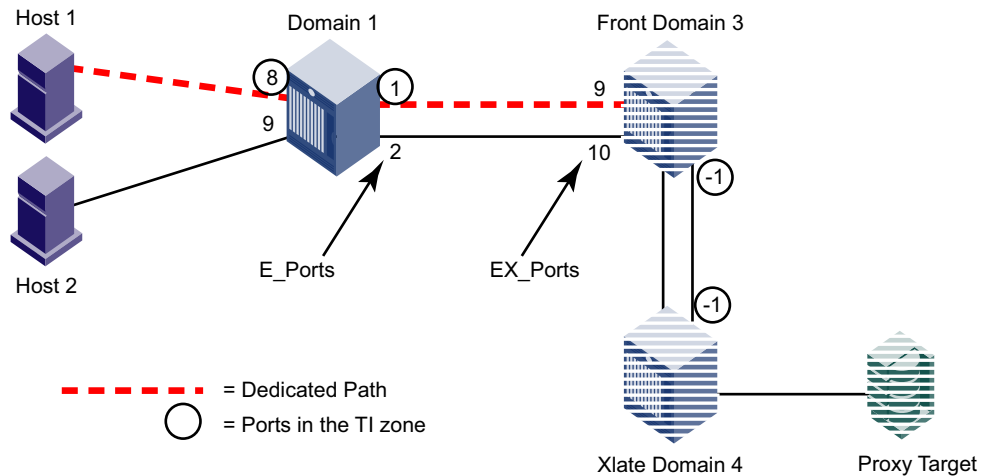 Host 1
Domain 1
Front Domain 3
8
1
9
9
2
10
-1
E_Ports
EX_Ports
Host 2
-1
= Dedicated Path
= Ports in the TI zone
Xlate Domain 4
Proxy Target